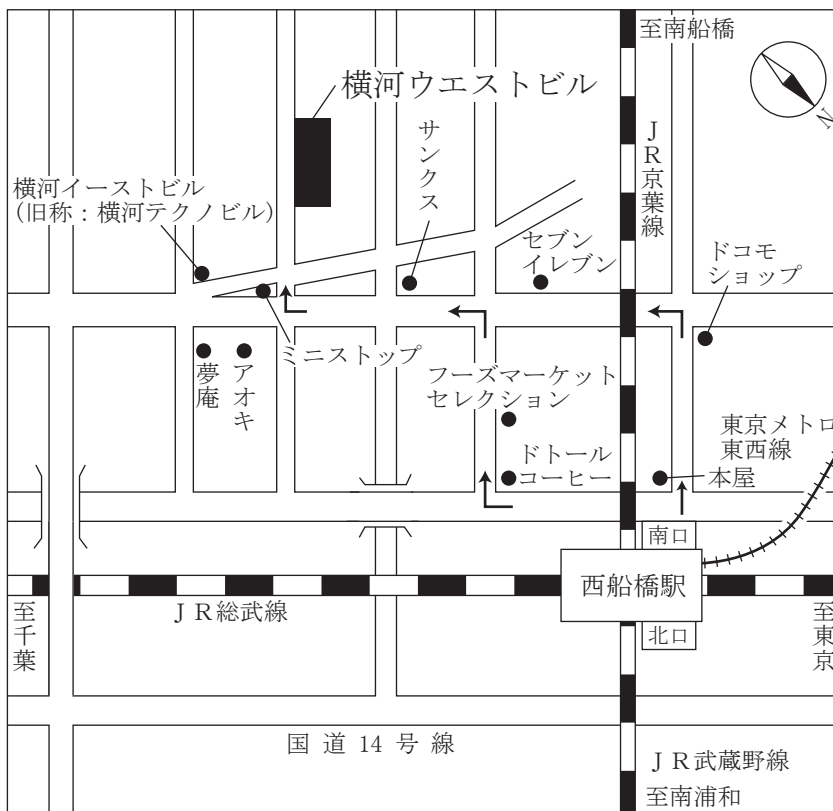 至南船橋
横河ウエストビル
サンクス
JR京葉線
N
横河イーストビル
(旧称:横河テクノビル)
セブン
イレブン
ドコモ
ショップ
ミニストップ
夢庵
アオキ
フーズマーケット
セレクション
東京メトロ
東西線
ドトール
コーヒー
本屋
南口
西船橋駅
北口
JR総武線
至千葉
至東京
国道14号線
JR武蔵野線
至南浦和